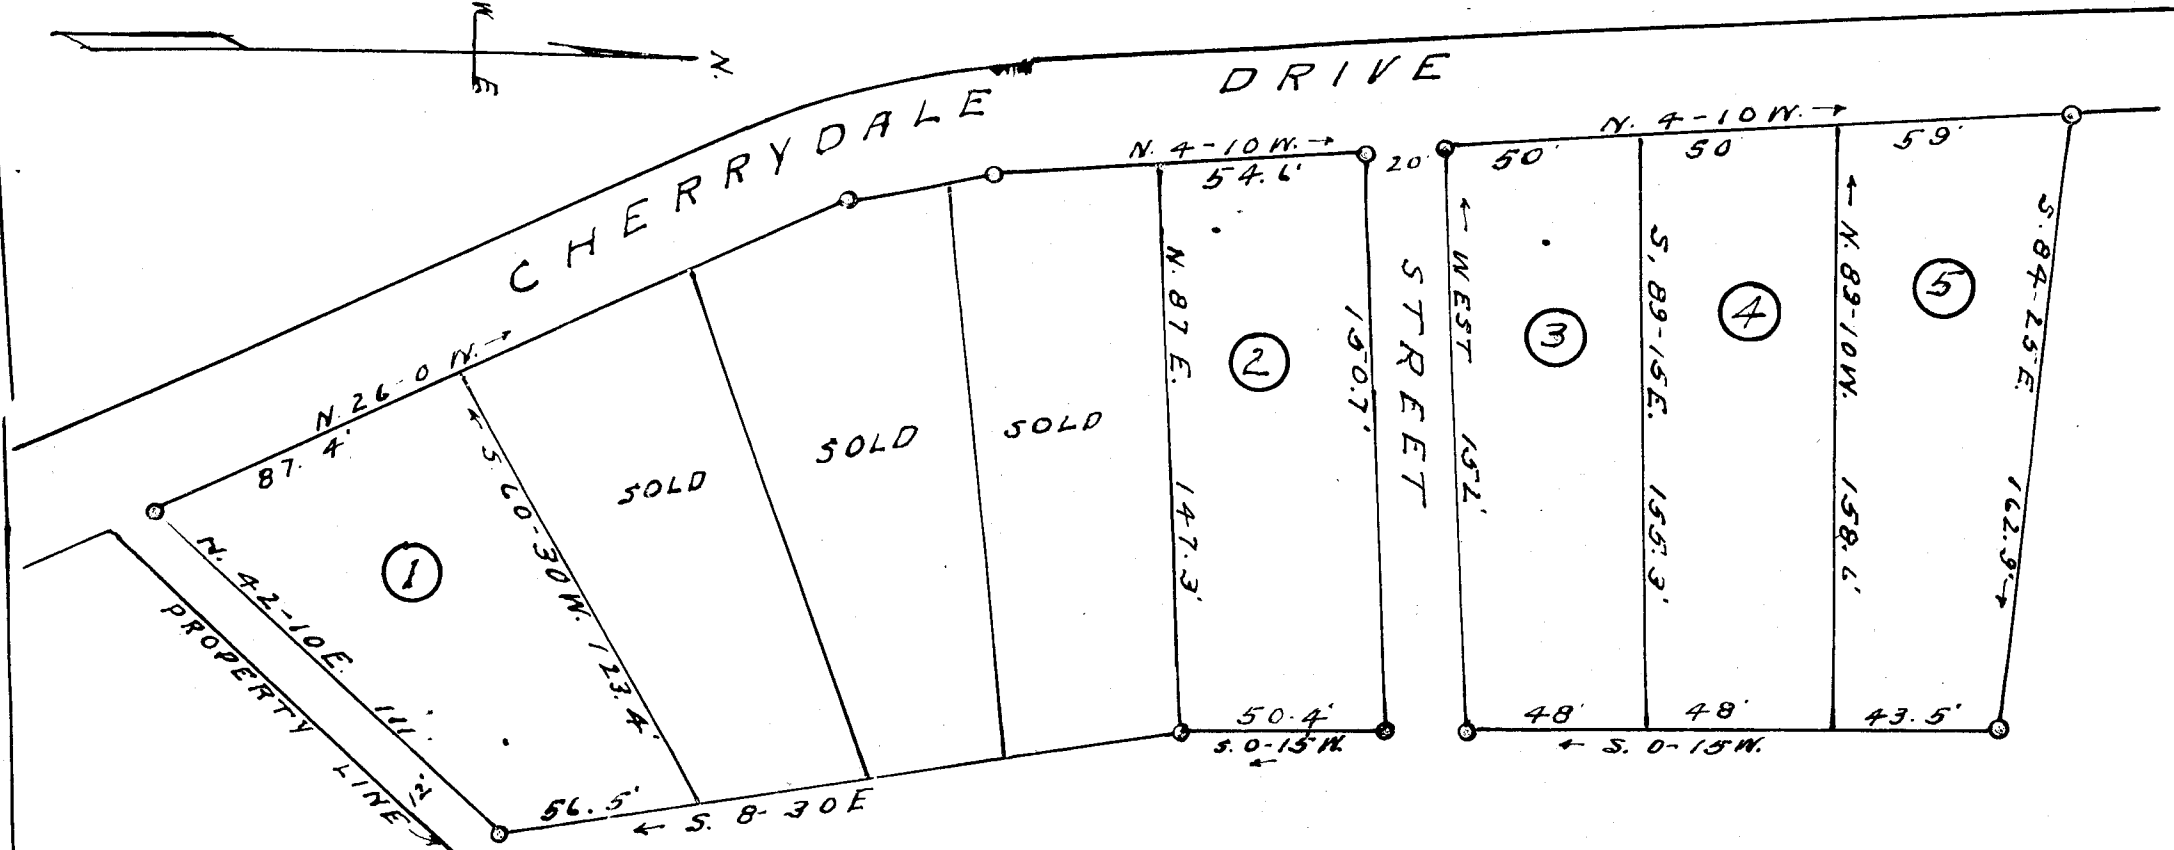 W
E
N.
CHERRYDALE DRIVE
N. 4-10 W. →
54.6'
20'
N. 4-10 W. →
50'
50'
59'
N. 26-0 W. →
87.4'
N. 42-10 E. 111'
PROPERTY LINE
① 
← S. 60-30 W. 123.4'
56.5'
← S. 8-30 E
SOLD
SOLD
SOLD
N. 87 E. 147.3'
②
150.7'
50.4'
S. 0-15 W.
←
STREET
← WEST 152'
③
S. 89-15 E. 155.3'
④
← N. 89-10 W. 158.6'
⑤
S. 84-25 E. 162.9' →
48'
48'
43.5'
← S. 0-15 W.